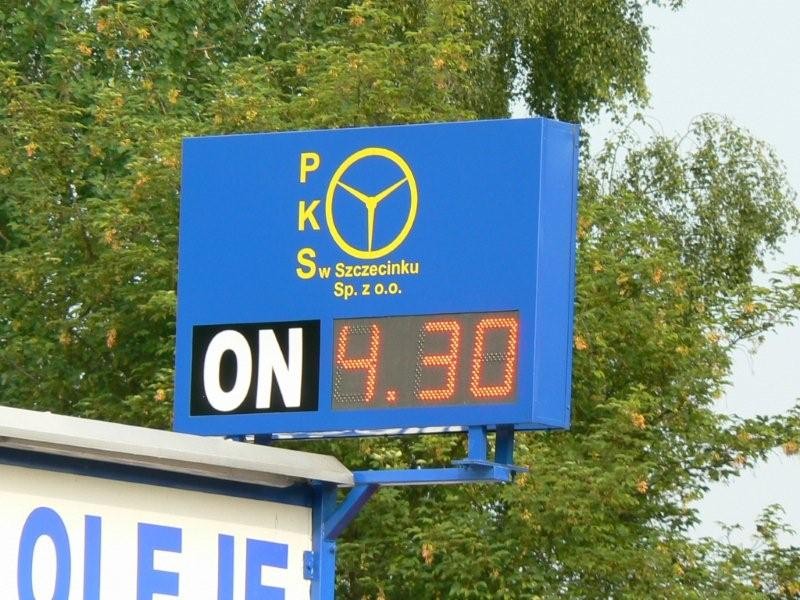 P
K
S w Szczecinku
Sp. z o.o.
ON 4.30
OLEJE